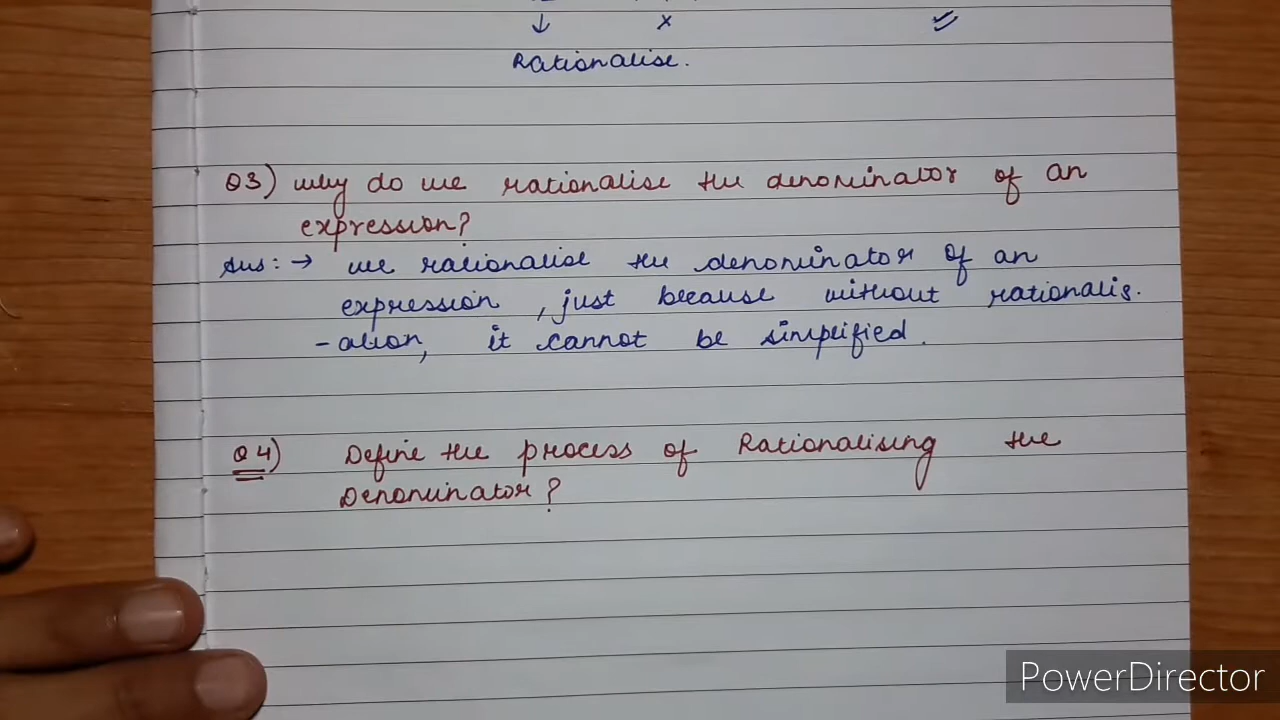 Rationalise.
Q3) why do we rationalise the denominator of an
expression?
Ans: → we rationalise the denominator of an
expression, just because without rationalis.
-ation, it cannot be simplified.
Q4) Define the process of Rationalising the
Denominator?
PowerDirector